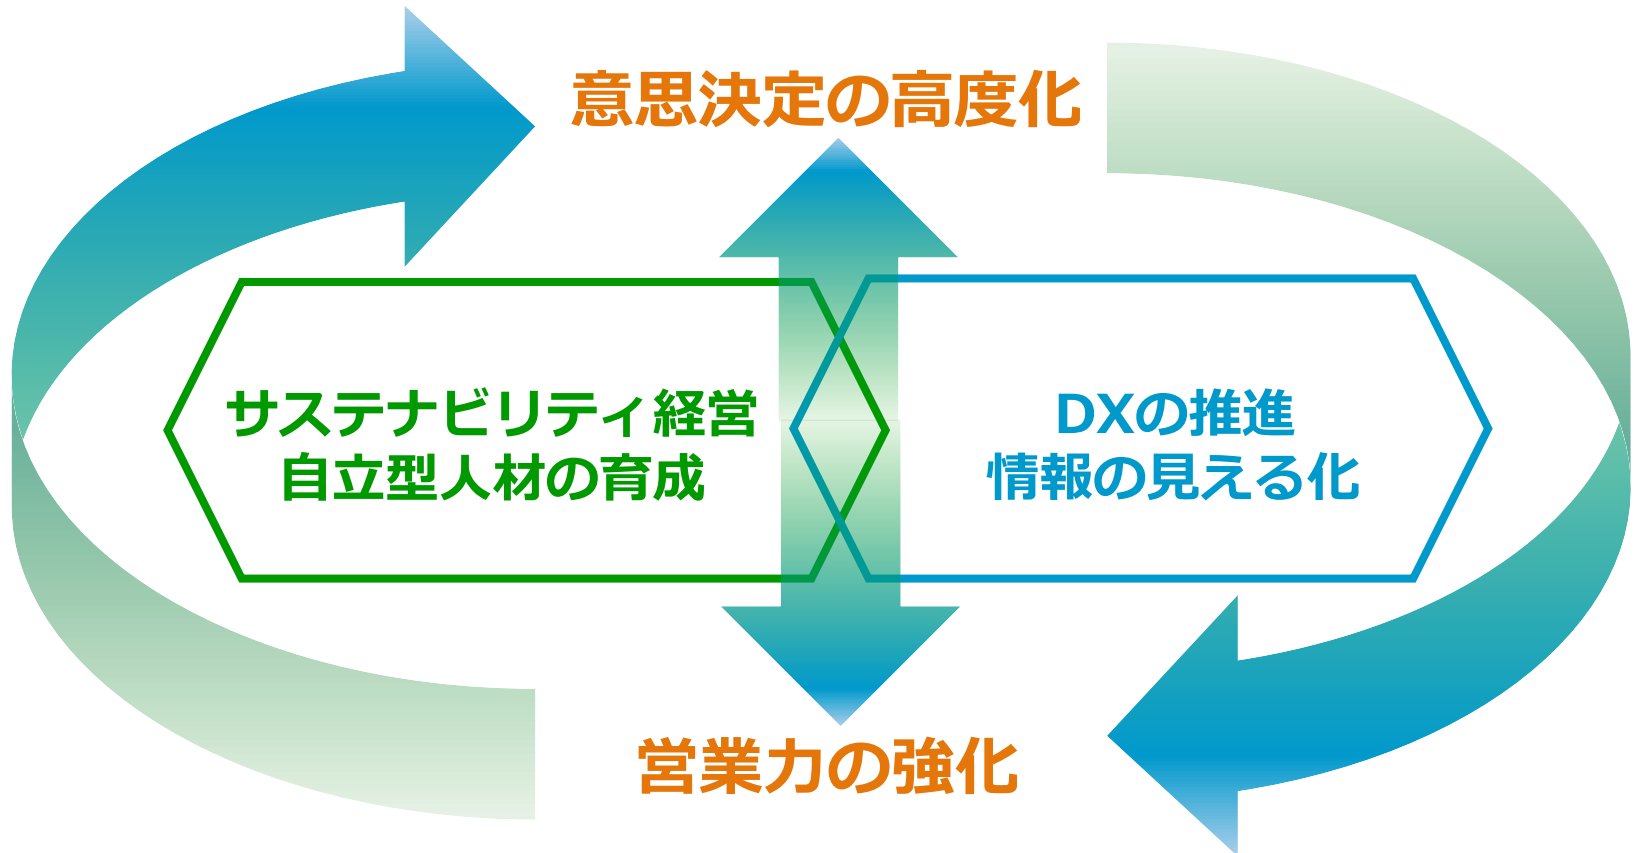 意思決定の高度化
サステナビリティ経営
自立型人材の育成
DXの推進
情報の見える化
営業力の強化